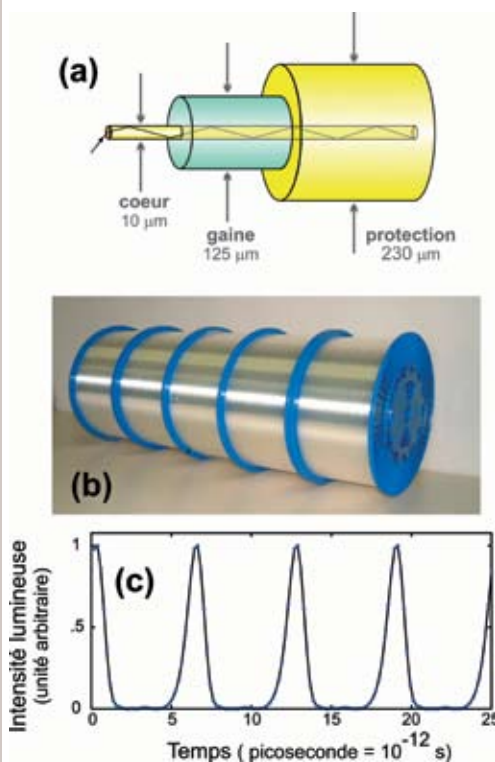 (a)
coeur
10 µm
gaine
125 µm
protection
230 µm
(b)
(c)
Intensité lumineuse
(unité arbitraire)
1
.5
0
0 5 10 15 20 25
Temps ( picoseconde = 10⁻¹² s)